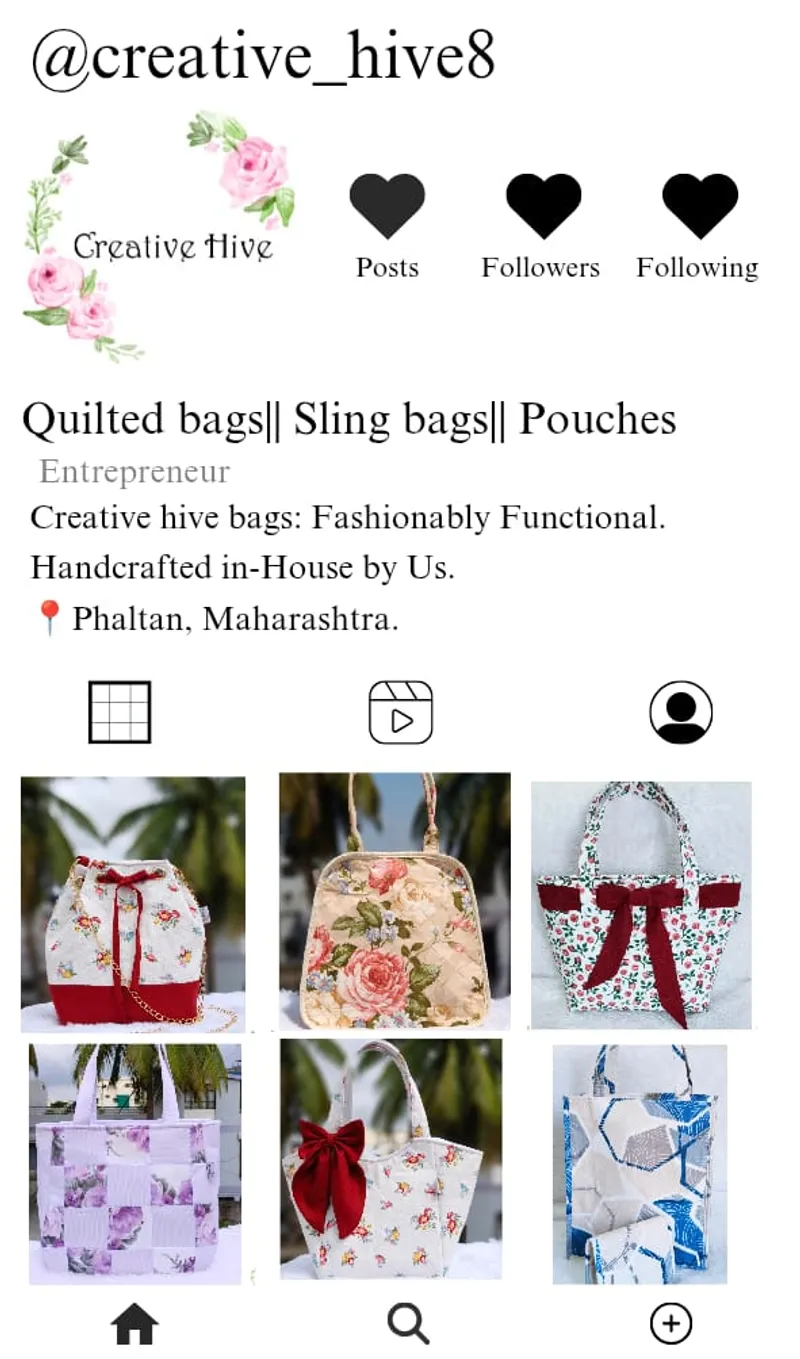 @creative_hive8
Creative Hive
Posts
Followers
Following
Quilted bags|| Sling bags|| Pouches
Entrepreneur
Creative hive bags: Fashionably Functional.
Handcrafted in-House by Us.
📍 Phaltan, Maharashtra.